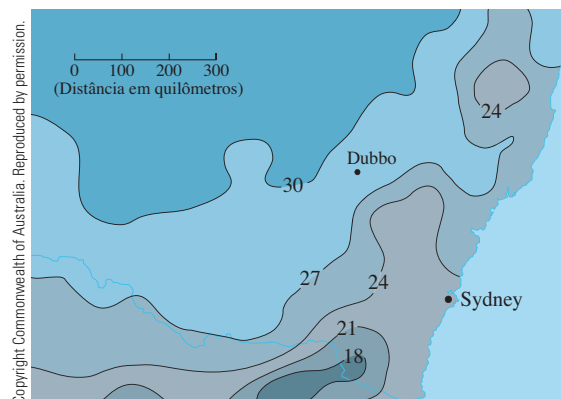 Copyright Commonwealth of Australia. Reproduced by permission.
0 100 200 300
(Distância em quilômetros)
24
Dubbo
30
27
24
Sydney
21
18